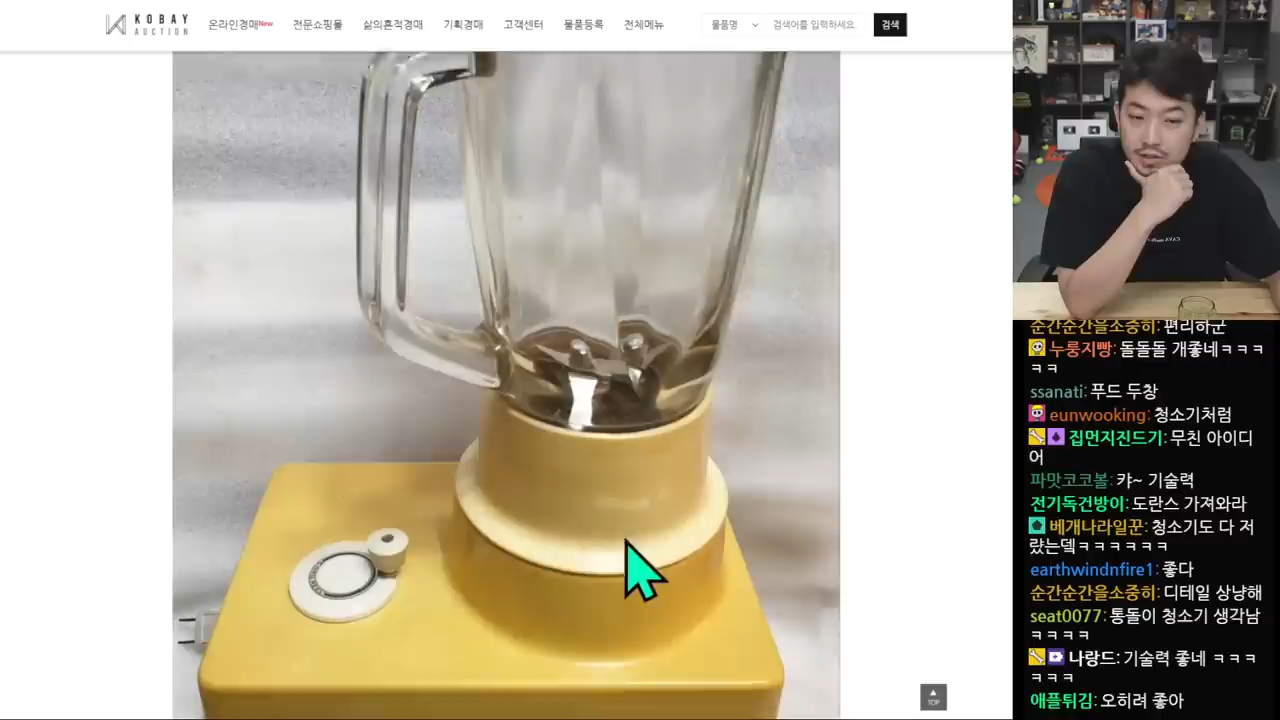 KOBAY
AUCTION
온라인경매New 전문쇼핑몰 삶의흔적경매 기획경매 고객센터 물품등록 전체메뉴 물품명 검색어를 입력하세요. 검색
TOP
순간순간을소중히: 편리하군
누룽지빵: 돌돌돌 개좋네ㅋㅋㅋ
ㅋㅋ
ssanati: 푸드 두창
eunwooking: 청소기처럼
집먼지진드기: 무친 아이디
어
파맛코코볼: 캬~ 기술력
전기독건방이: 도란스 가져와라
베개나라일꾼: 청소기도 다 저
랬는뎈ㅋㅋㅋㅋㅋㅋ
earthwindnfire1: 좋다
순간순간을소중히: 디테일 상냥해
seat0077: 통돌이 청소기 생각남
ㅋㅋㅋㅋ
나랑드: 기술력 좋네 ㅋㅋㅋ
ㅋㅋㅋ
애플튀김: 오히려 좋아